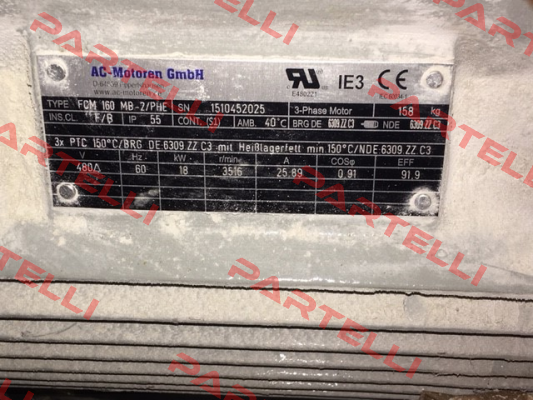 AC-Motoren GmbH
IE3 CE
TYPE FCM 160 MB-2/PHE SN 1510452025 3-Phase Motor 158 kg
INS.CL F/B IP 55 CONT. (S1) AMB. 40°C BRG DE 6309 ZZ C3 NDE 6309 ZZ C3
3x PTC 150°C/BRG DE 6309 ZZ C3 mit Heißlagerfett min 150°C/NDE 6309 ZZ C3
V Hz kW r/min A COSφ EFF
480Δ 60 18 3516 25.89 0.91 91.9
PARTELLI
PARTELLI
PARTELLI
PARTELLI
PARTELLI